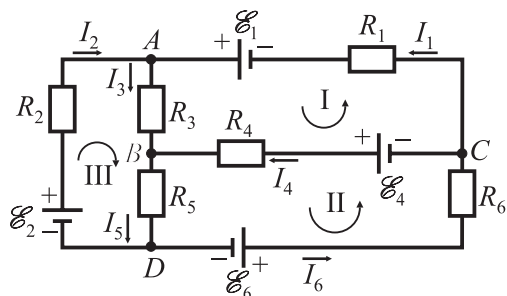 I₂ A + ℰ₁ − R₁ I₁
R₂ I₃ R₃ I
B R₄ + − C
III I₄ ℰ₄
+ ℰ₂ − I₅ R₅ II R₆
D − ℰ₆ + I₆